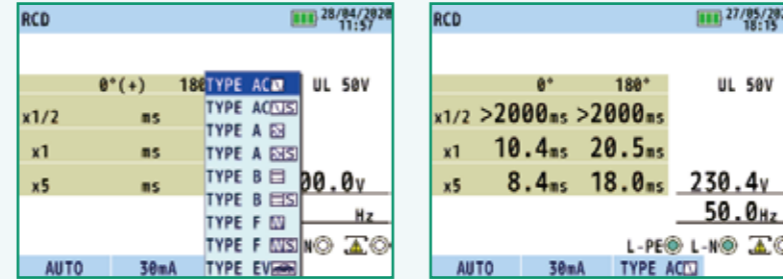 RCD
28/04/2020
11:57
0°(+) 180
UL 50V
x1/2 ms
x1 ms
x5 ms
TYPE AC
TYPE AC S
TYPE A
TYPE A S
TYPE B
TYPE B S
TYPE F
TYPE F S
TYPE EV
00.0V
Hz
N
AUTO 30mA
RCD
27/05/202
18:15
0° 180°
UL 50V
x1/2 >2000ms >2000ms
x1 10.4ms 20.5ms
x5 8.4ms 18.0ms
230.4V
50.0Hz
L-PE L-N
AUTO 30mA TYPE AC